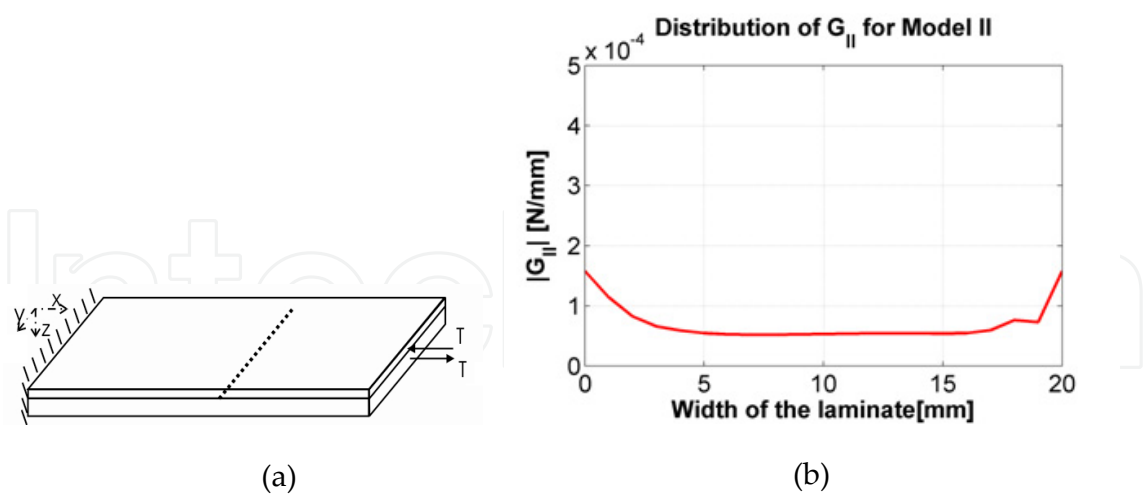 Distribution of G_II for Model II
5 x 10^-4
4
3
2
1
0
|G_II| [N/mm]
0 5 10 15 20
Width of the laminate[mm]
y x
z
T
T
(a) (b)